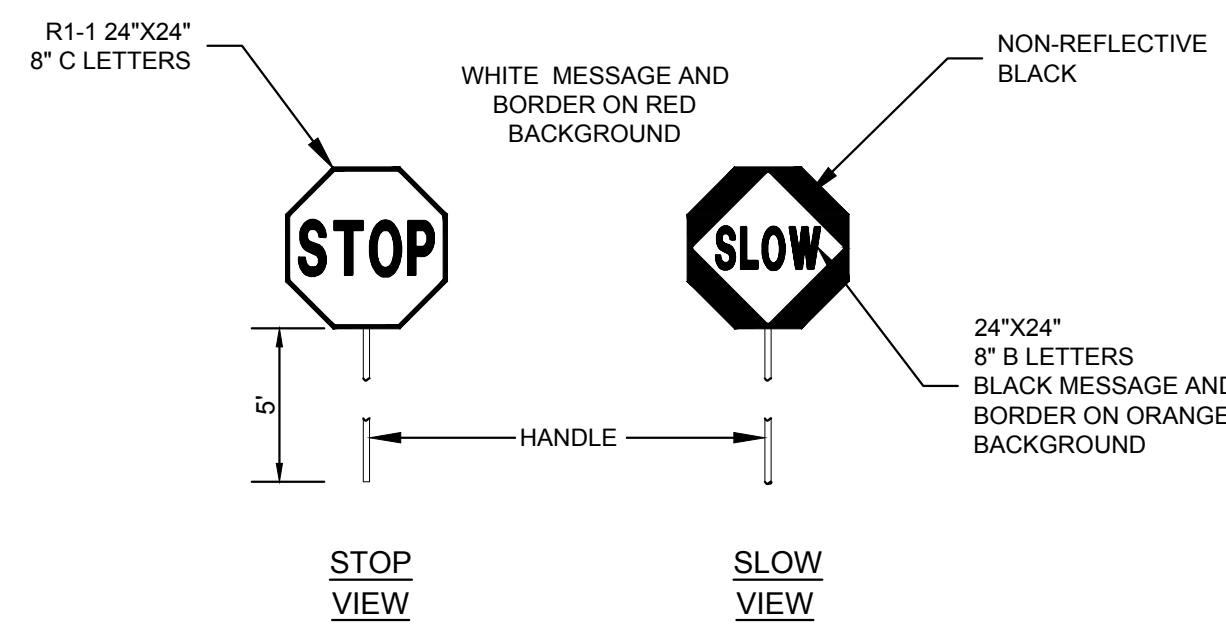 R1-1 24"X24"
8" C LETTERS
WHITE MESSAGE AND
BORDER ON RED
BACKGROUND
NON-REFLECTIVE
BLACK
STOP
SLOW
24"X24"
8" B LETTERS
BLACK MESSAGE AND
BORDER ON ORANGE
BACKGROUND
5'
HANDLE
STOP
VIEW
SLOW
VIEW